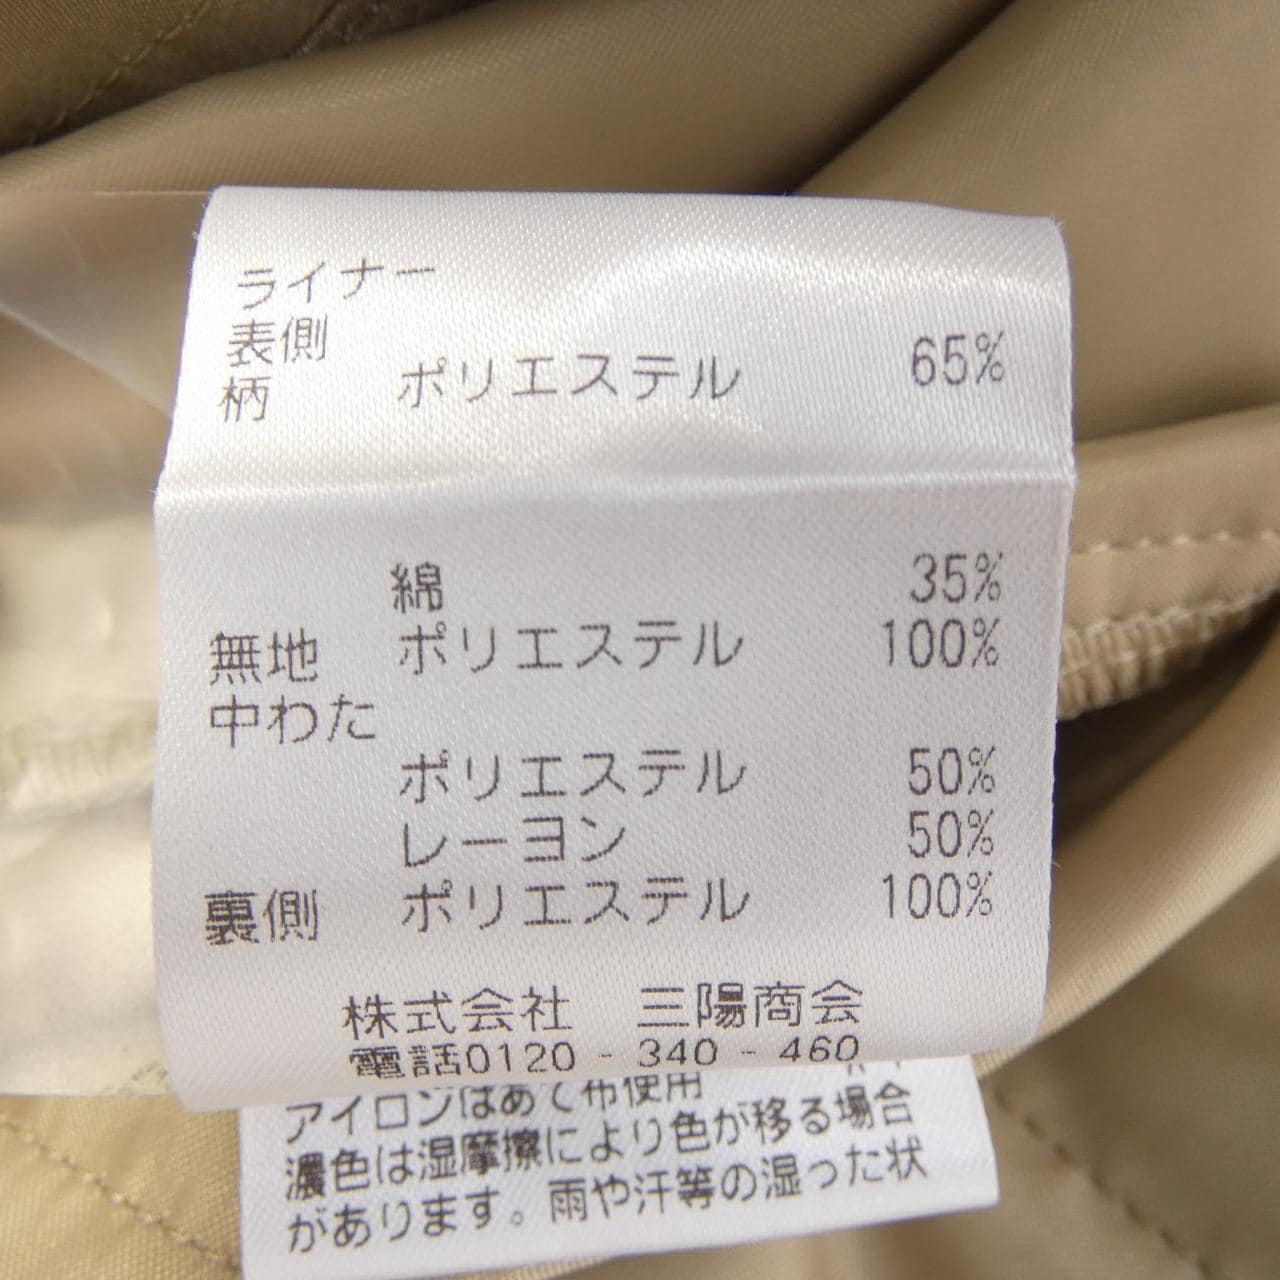 ライナー
表側
柄 ポリエステル 65%
綿 35%
無地 ポリエステル 100%
中わた
ポリエステル 50%
レーヨン 50%
裏側 ポリエステル 100%
株式会社 三陽商会
電話0120 - 340 - 460
アイロンはあて布使用
濃色は湿摩擦により色が移る場合
があります。雨や汗等の湿った状